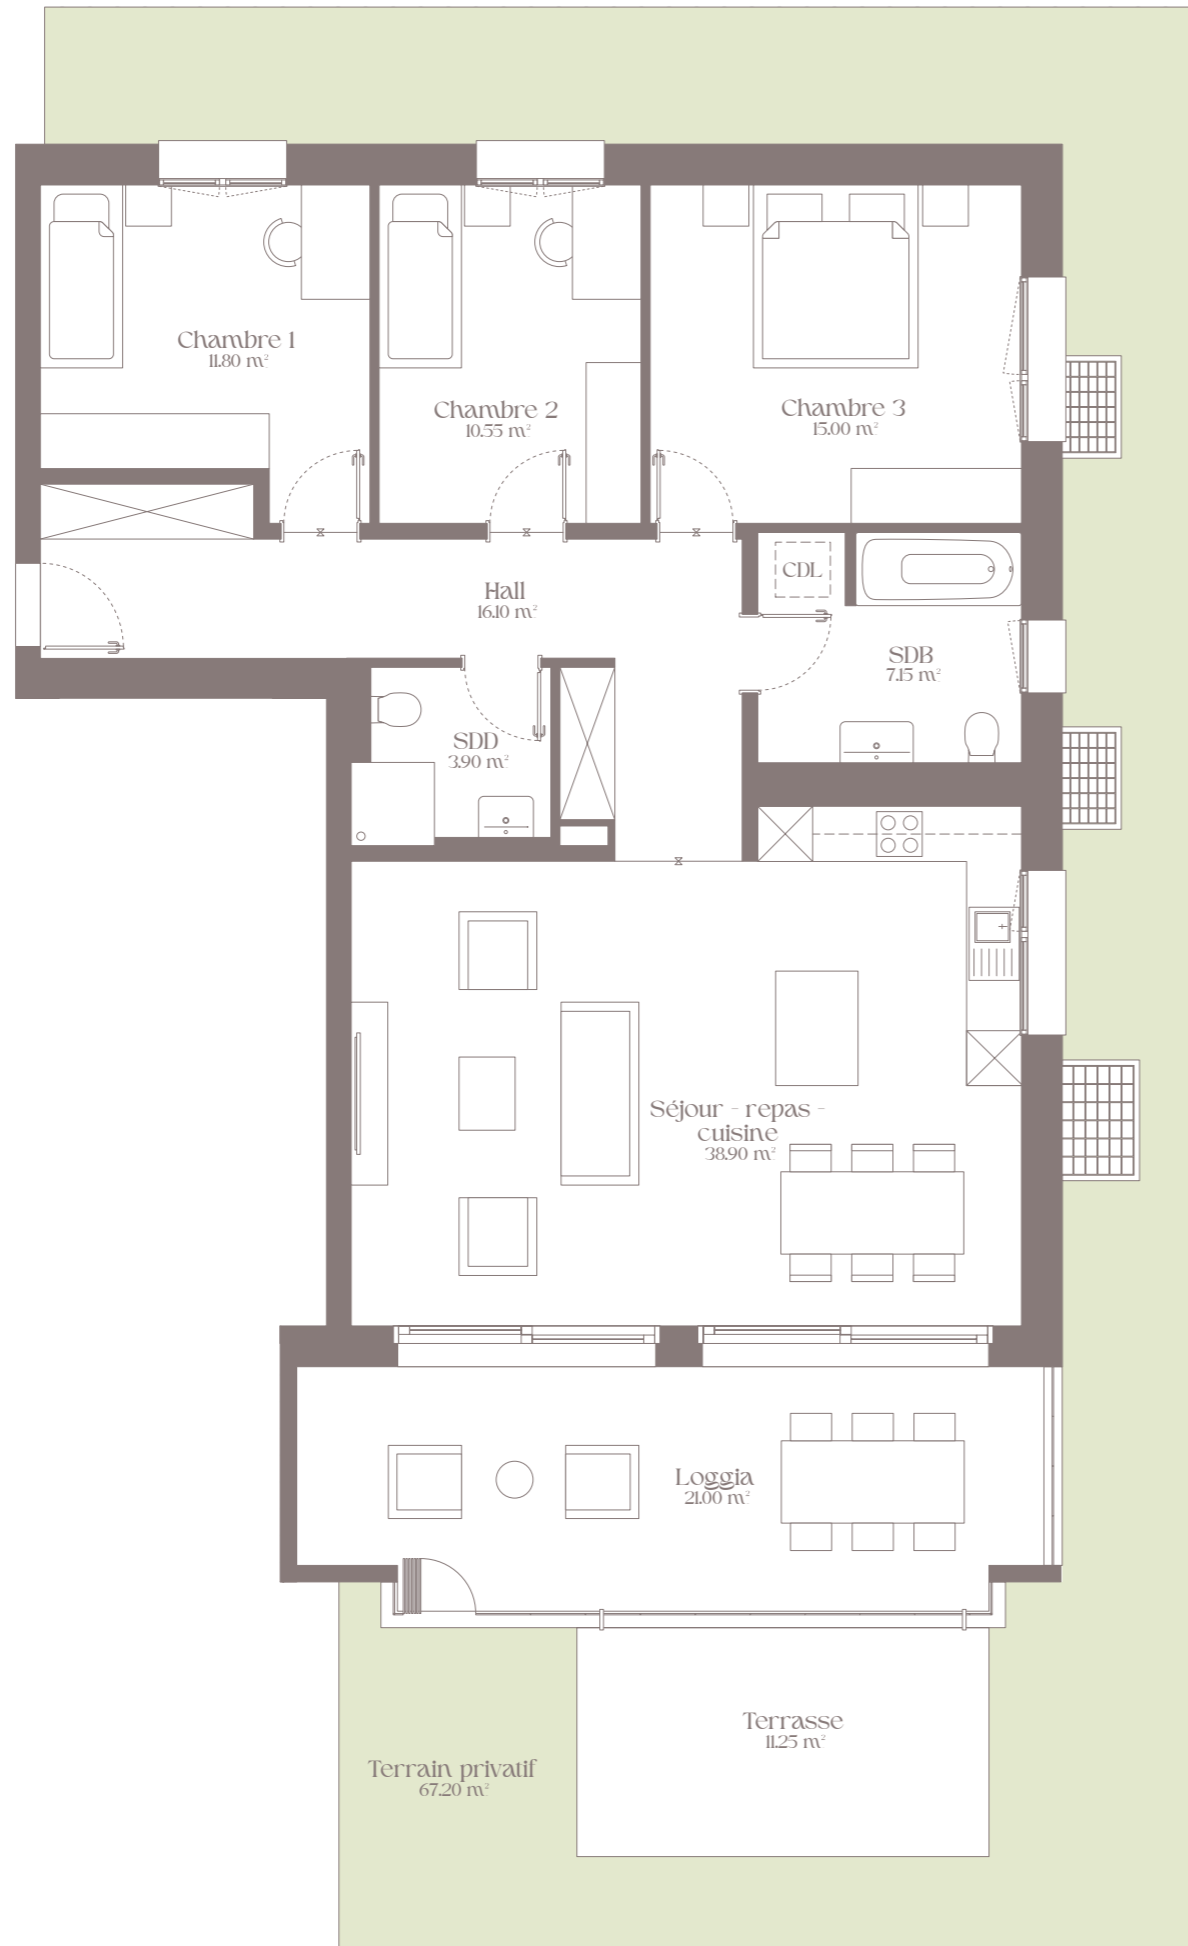 Chambre 1
11.80 m²
Chambre 2
10.55 m²
Chambre 3
15.00 m²
Hall
16.10 m²
CDL
SDB
7.15 m²
SDD
3.90 m²
Séjour - repas -
cuisine
38.90 m²
Loggia
21.00 m²
Terrasse
11.25 m²
Terrain privatif
67.20 m²